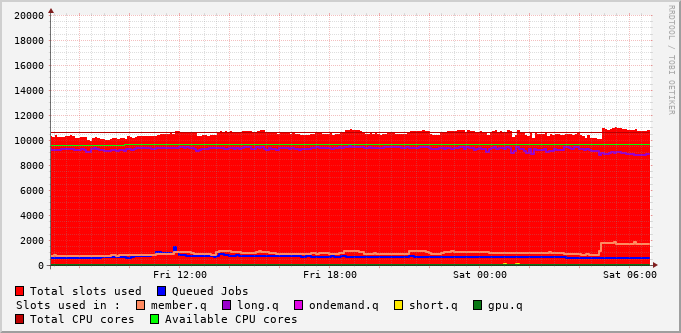 20000
18000
16000
14000
12000
10000
8000
6000
4000
2000
0
Fri 12:00 Fri 18:00 Sat 00:00 Sat 06:00
Total slots used Queued Jobs
Slots used in : member.q long.q ondemand.q short.q gpu.q
Total CPU cores Available CPU cores
RRDTOOL / TOBI OETIKER